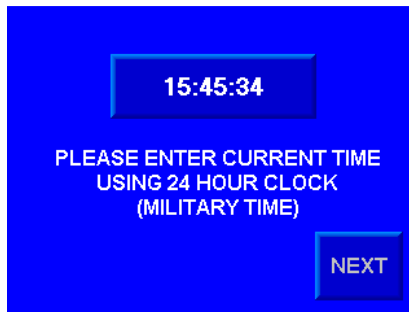 15:45:34
PLEASE ENTER CURRENT TIME
USING 24 HOUR CLOCK
(MILITARY TIME)
NEXT